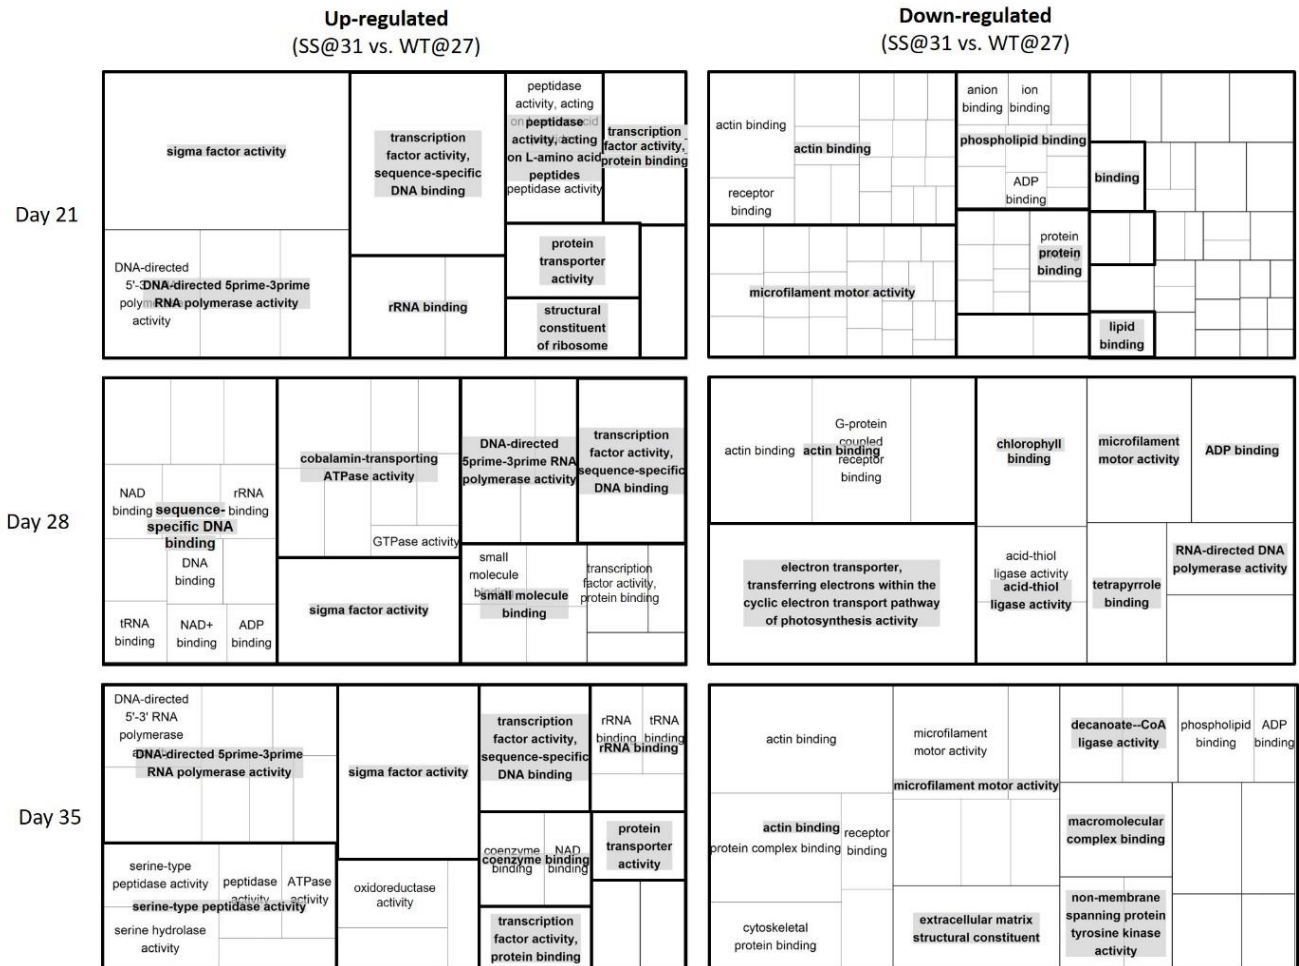 Up-regulated
(SS@31 vs. WT@27)
Down-regulated
(SS@31 vs. WT@27)
Day 21
sigma factor activity
DNA-directed
5'-3'
activity
DNA-directed 5prime-3prime
RNA polymerase activity
transcription
factor activity,
sequence-specific
DNA binding
rRNA binding
peptidase
activity, acting
peptidase
activity, acting
on L-amino acid
peptides
peptidase activity
transcription
factor activity,
protein binding
protein
transporter
activity
structural
constituent
of ribosome
actin binding
actin binding
receptor
binding
microfilament motor activity
anion
binding
ion
binding
phospholipid binding
ADP
binding
protein
protein
binding
binding
lipid
binding
Day 28
NAD
binding
rRNA
binding
sequence-
specific DNA
binding
DNA
binding
tRNA
binding
NAD+
binding
ADP
binding
cobalamin-transporting
ATPase activity
GTPase activity
sigma factor activity
DNA-directed
5prime-3prime RNA
polymerase activity
transcription
factor activity,
sequence-specific
DNA binding
small
molecule
small molecule
binding
transcription
factor activity,
protein binding
actin binding
actin binding
G-protein
coupled
receptor
binding
electron transporter,
transferring electrons within the
cyclic electron transport pathway
of photosynthesis activity
chlorophyll
binding
acid-thiol
ligase activity
acid-thiol
ligase activity
microfilament
motor activity
ADP binding
tetrapyrrole
binding
RNA-directed DNA
polymerase activity
Day 35
DNA-directed
5'-3' RNA
polymerase
DNA-directed 5prime-3prime
RNA polymerase activity
serine-type
peptidase activity
peptidase
activity
ATPase
activity
serine-type peptidase activity
serine hydrolase
activity
sigma factor activity
oxidoreductase
activity
transcription
factor activity,
sequence-specific
DNA binding
rRNA
binding
tRNA
binding
rRNA binding
coenzyme
binding
NAD
binding
coenzyme binding
protein
transporter
activity
transcription
factor activity,
protein binding
actin binding
actin binding
protein complex binding
receptor
binding
cytoskeletal
protein binding
microfilament
motor activity
microfilament motor activity
extracellular matrix
structural constituent
decanoate--CoA
ligase activity
phospholipid
binding
ADP
binding
macromolecular
complex binding
non-membrane
spanning protein
tyrosine kinase
activity